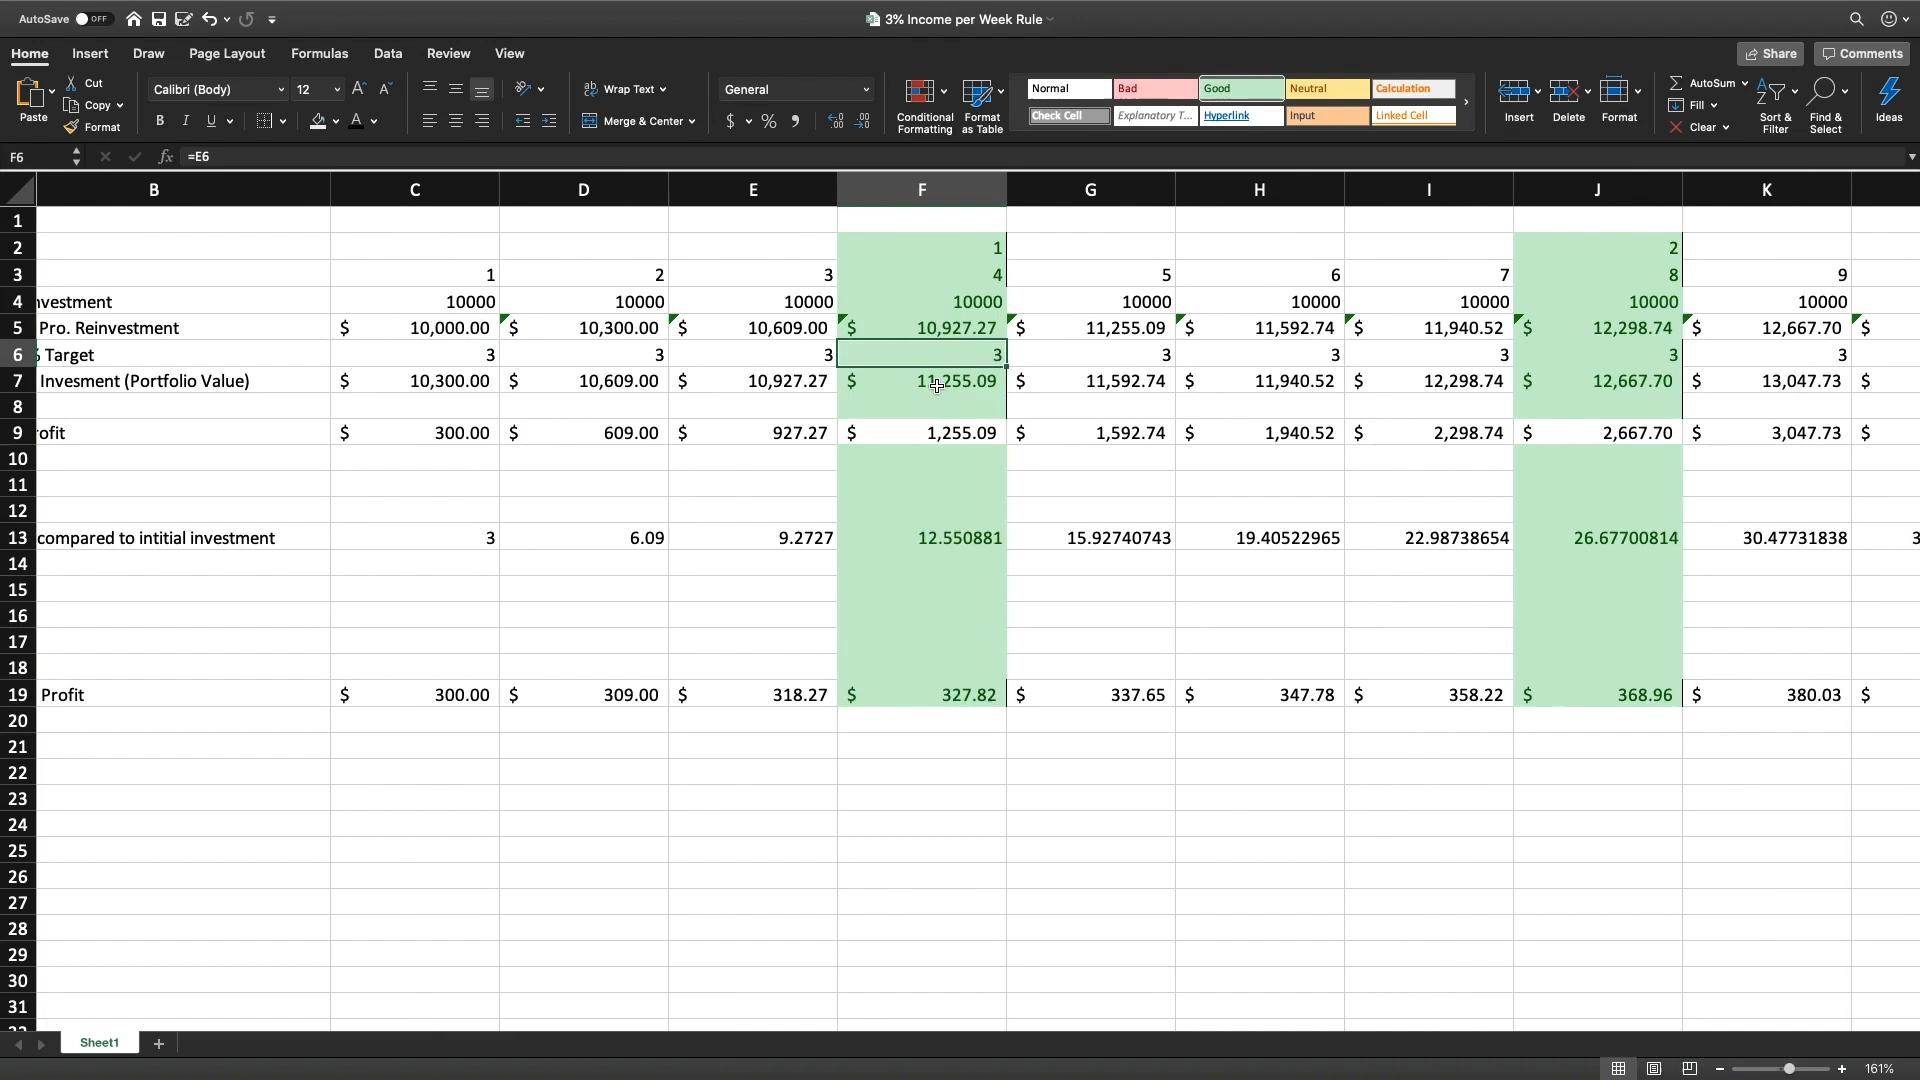 AutoSave OFF 3% Income per Week Rule
Home Insert Draw Page Layout Formulas Data Review View Share Comments
Paste Cut Copy Format
Calibri (Body) 12 A A
B I U A
Wrap Text
Merge & Center
General
$ % ,
Conditional Formatting
Format as Table
Normal Bad Good Neutral Calculation
Check Cell Explanatory T... Hyperlink Input Linked Cell
Insert Delete Format
AutoSum
Fill
Clear
Sort & Filter
Find & Select
Ideas
F6 fx =E6
B C D E F G H I J K
1
2 1 2
3 1 2 3 4 5 6 7 8 9
4 nvestment 10000 10000 10000 10000 10000 10000 10000 10000 10000
5 Pro. Reinvestment $ 10,000.00 $ 10,300.00 $ 10,609.00 $ 10,927.27 $ 11,255.09 $ 11,592.74 $ 11,940.52 $ 12,298.74 $ 12,667.70 $
6 Target 3 3 3 3 3 3 3 3 3
7 Invesment (Portfolio Value) $ 10,300.00 $ 10,609.00 $ 10,927.27 $ 11,255.09 $ 11,592.74 $ 11,940.52 $ 12,298.74 $ 12,667.70 $ 13,047.73 $
8
9 rofit $ 300.00 $ 609.00 $ 927.27 $ 1,255.09 $ 1,592.74 $ 1,940.52 $ 2,298.74 $ 2,667.70 $ 3,047.73 $
10
11
12
13 compared to intitial investment 3 6.09 9.2727 12.550881 15.92740743 19.40522965 22.98738654 26.67700814 30.47731838 3
14
15
16
17
18
19 Profit $ 300.00 $ 309.00 $ 318.27 $ 327.82 $ 337.65 $ 347.78 $ 358.22 $ 368.96 $ 380.03 $
20
21
22
23
24
25
26
27
28
29
30
31
Sheet1 +
161%